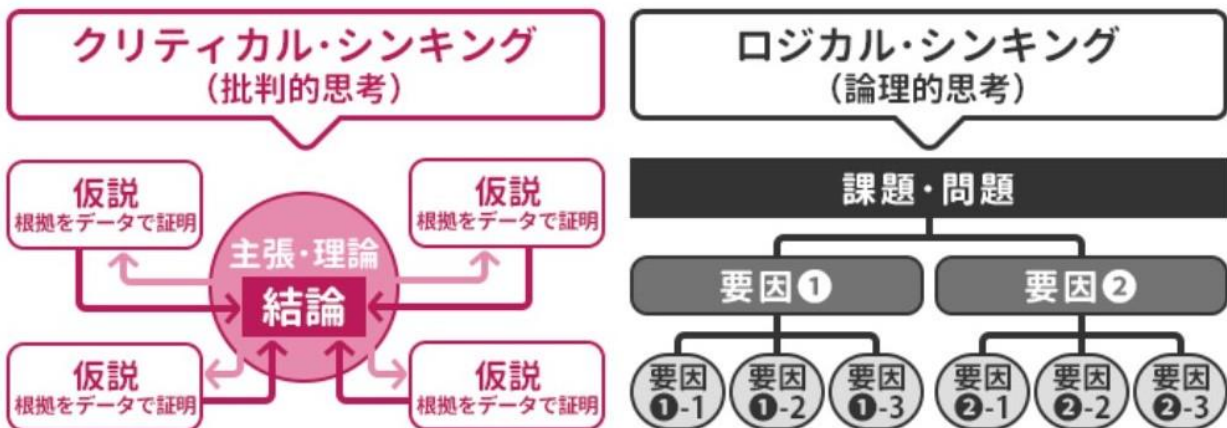 クリティカル・シンキング
(批判的思考)
仮説
根拠をデータで証明
仮説
根拠をデータで証明
主張・理論
結論
仮説
根拠をデータで証明
仮説
根拠をデータで証明
ロジカル・シンキング
(論理的思考)
課題・問題
要因❶
要因❷
要因
❶-1
要因
❶-2
要因
❶-3
要因
❷-1
要因
❷-2
要因
❷-3